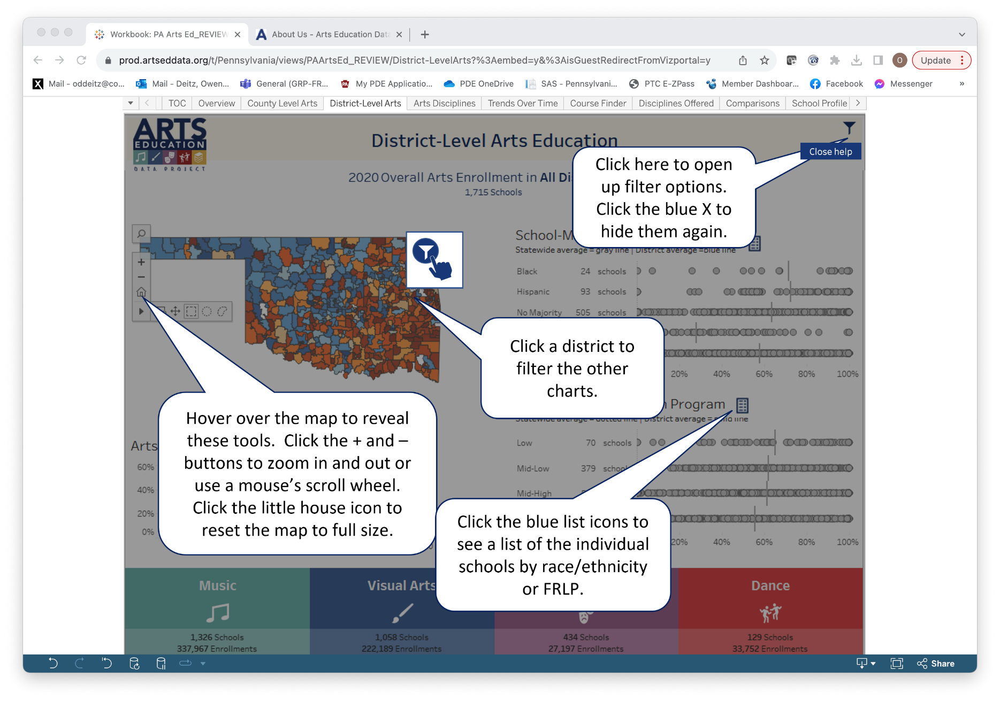 Workbook: PA Arts Ed_REVIEW
About Us - Arts Education Data
prod.artseddata.org/t/Pennsylvania/views/PAArtsEd_REVIEW/District-LevelArts?%3Aembed=y&%3AisGuestRedirectFromVizportal=y
O
Update
Mail - oddeitz@co...
Mail - Deitz, Owen...
General (GRP-FR...
My PDE Applicatio...
PDE OneDrive
SAS - Pennsylvani...
PTC E-ZPass
Member Dashboar...
Facebook
Messenger
»
TOC
Overview
County Level Arts
District-Level Arts
Arts Disciplines
Trends Over Time
Course Finder
Disciplines Offered
Comparisons
School Profile
ARTS
EDUCATION
DATA PROJECT
District-Level Arts Education
Close help
2020 Overall Arts Enrollment in All Di
1,715 Schools
Click here to open
up filter options.
Click the blue X to
hide them again.
School-M
Statewide average = gray line | District average =blue line
Black 24 schools
Hispanic 93 schools
No Majority 505 schools
20% 40% 60% 80% 100%
Click a district to
filter the other
charts.
Program
Statewide average = dotted line | District average = solid line
Low 70 schools
Mid-Low 379 schools
Mid-High
20% 40% 60% 80% 100%
Hover over the map to reveal
these tools. Click the + and –
buttons to zoom in and out or
use a mouse's scroll wheel.
Click the little house icon to
reset the map to full size.
Arts
60%
40%
20%
0%
Click the blue list icons to
see a list of the individual
schools by race/ethnicity
or FRLP.
Music
1,326 Schools
337,967 Enrollments
Visual Arts
1,058 Schools
222,189 Enrollments
434 Schools
27,197 Enrollments
Dance
129 Schools
33,752 Enrollments
Share